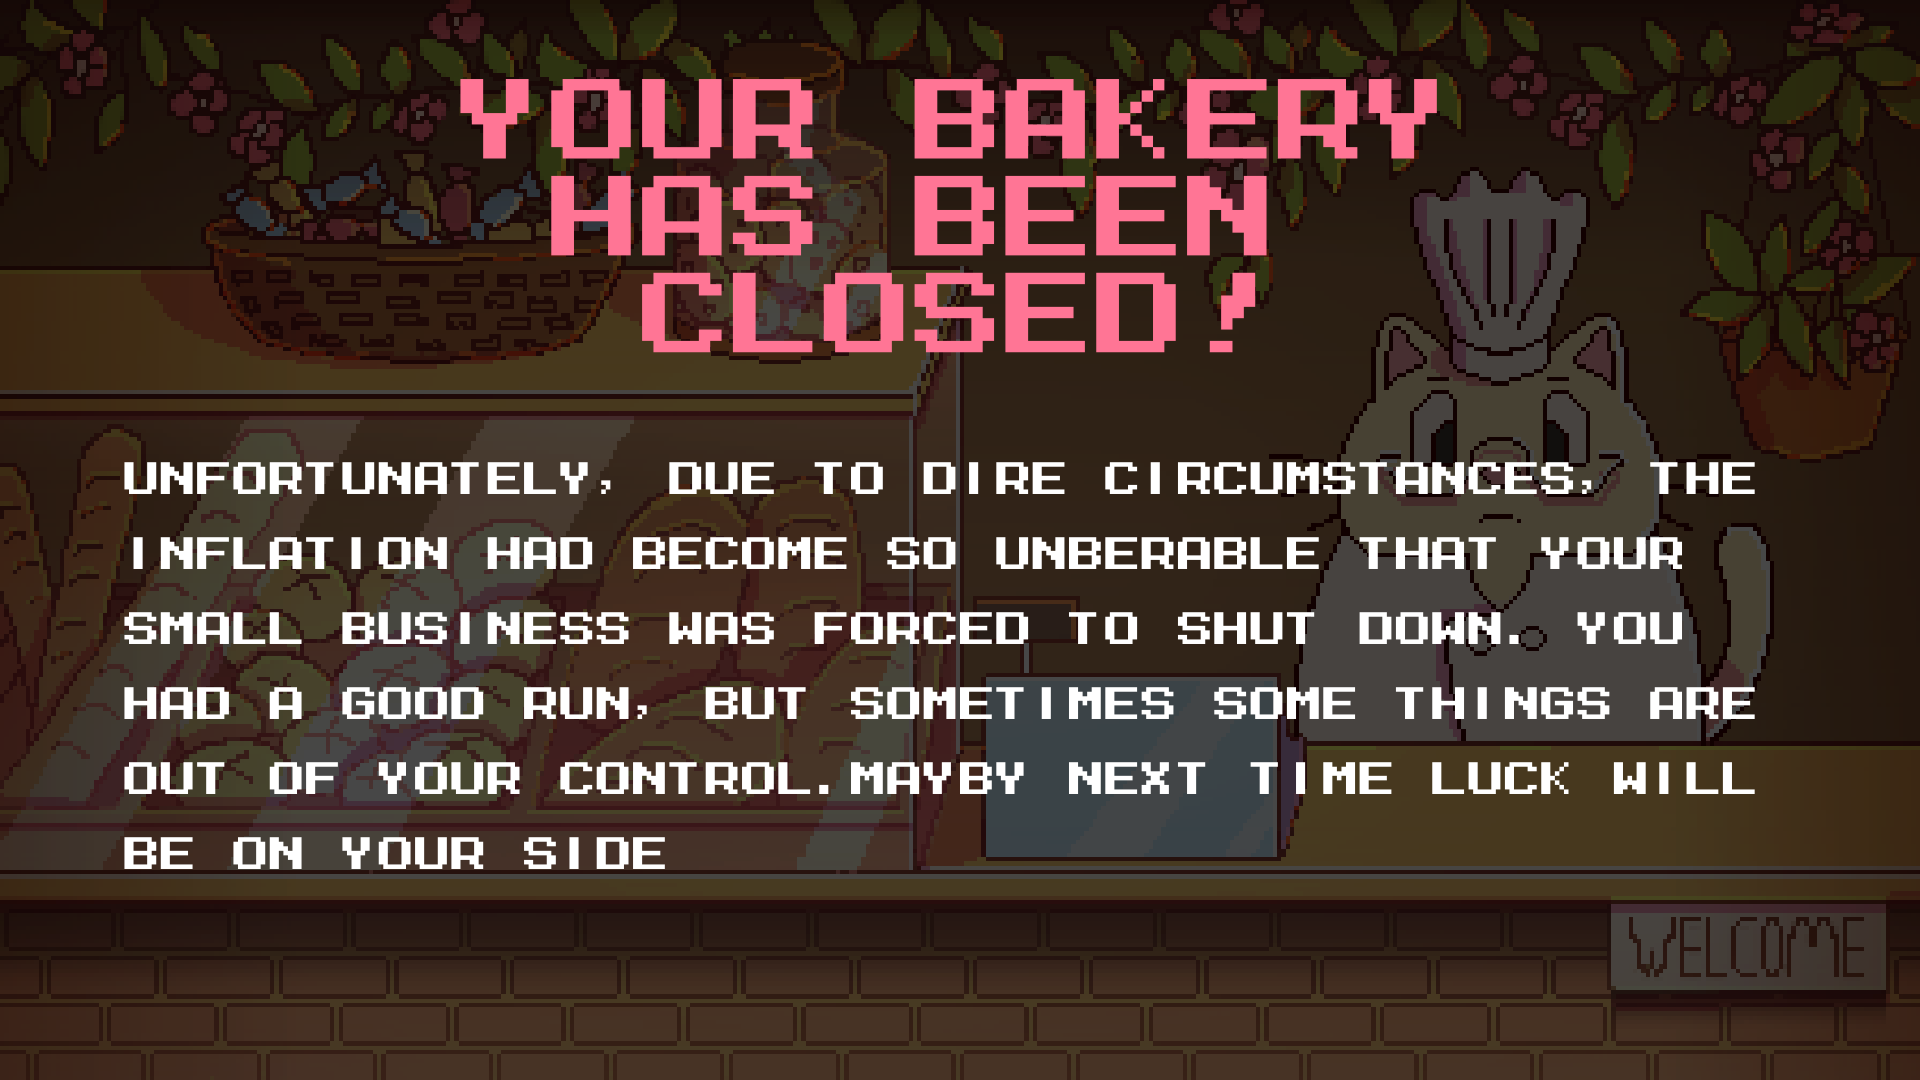 YOUR BAKERY
HAS BEEN
CLOSED!
UNFORTUNATELY, DUE TO DIRE CIRCUMSTANCES, THE
INFLATION HAD BECOME SO UNBERABLE THAT YOUR
SMALL BUSINESS WAS FORCED TO SHUT DOWN. YOU
HAD A GOOD RUN, BUT SOMETIMES SOME THINGS ARE
OUT OF YOUR CONTROL.MAYBY NEXT TIME LUCK WILL
BE ON YOUR SIDE
WELCOME